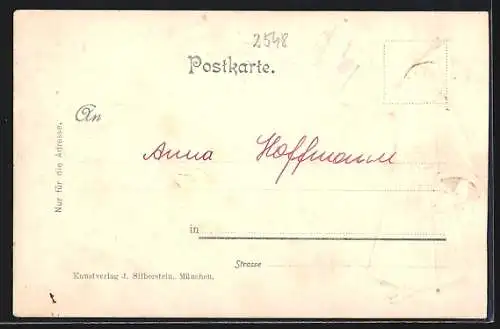 2548
Postkarte.
An
Anna Hoffmann
Nur für die Adresse.
in
Strasse
Kunstverlag J. Silberstein, München.